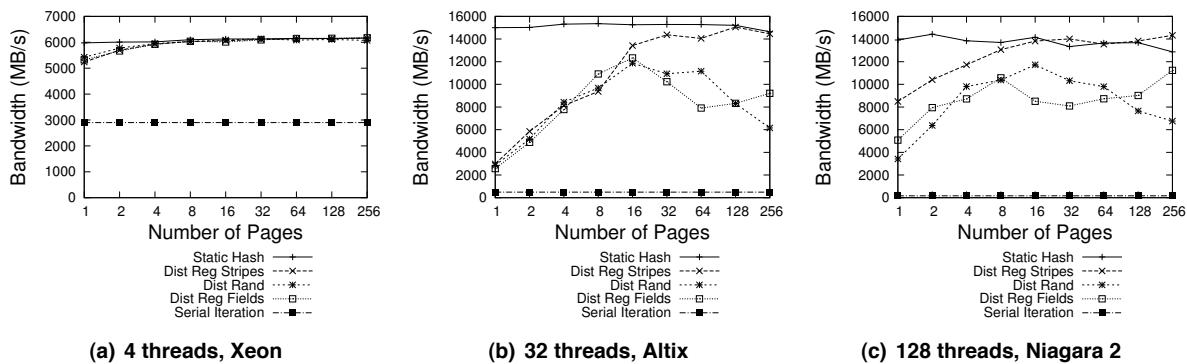 Bandwidth (MB/s)
7000
6000
5000
4000
3000
2000
1000
0
1 2 4 8 16 32 64 128 256
Number of Pages
Static Hash
Dist Reg Stripes
Dist Rand
Dist Reg Fields
Serial Iteration
(a) 4 threads, Xeon
Bandwidth (MB/s)
16000
14000
12000
10000
8000
6000
4000
2000
0
1 2 4 8 16 32 64 128 256
Number of Pages
Static Hash
Dist Reg Stripes
Dist Rand
Dist Reg Fields
Serial Iteration
(b) 32 threads, Altix
Bandwidth (MB/s)
16000
14000
12000
10000
8000
6000
4000
2000
0
1 2 4 8 16 32 64 128 256
Number of Pages
Static Hash
Dist Reg Stripes
Dist Rand
Dist Reg Fields
Serial Iteration
(c) 128 threads, Niagara 2